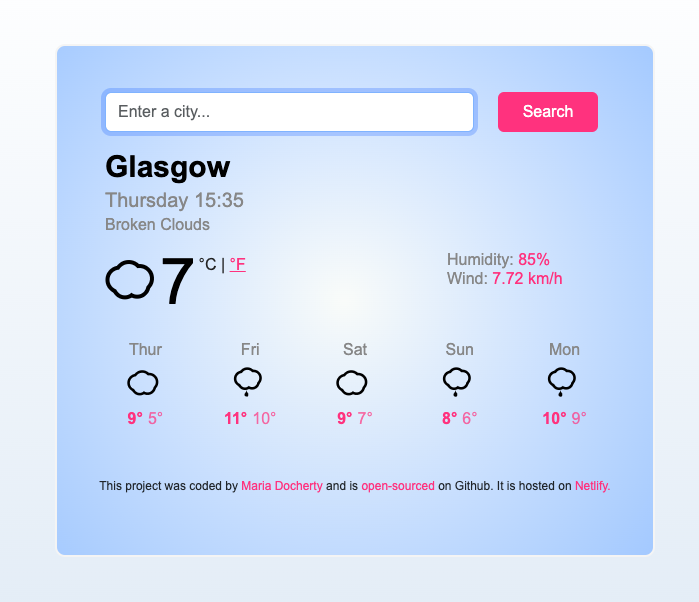 Enter a city...
Search
Glasgow
Thursday 15:35
Broken Clouds
7 °C | °F
Humidity: 85%
Wind: 7.72 km/h
Thur Fri Sat Sun Mon
9° 5° 11° 10° 9° 7° 8° 6° 10° 9°
This project was coded by Maria Docherty and is open-sourced on Github. It is hosted on Netlify.